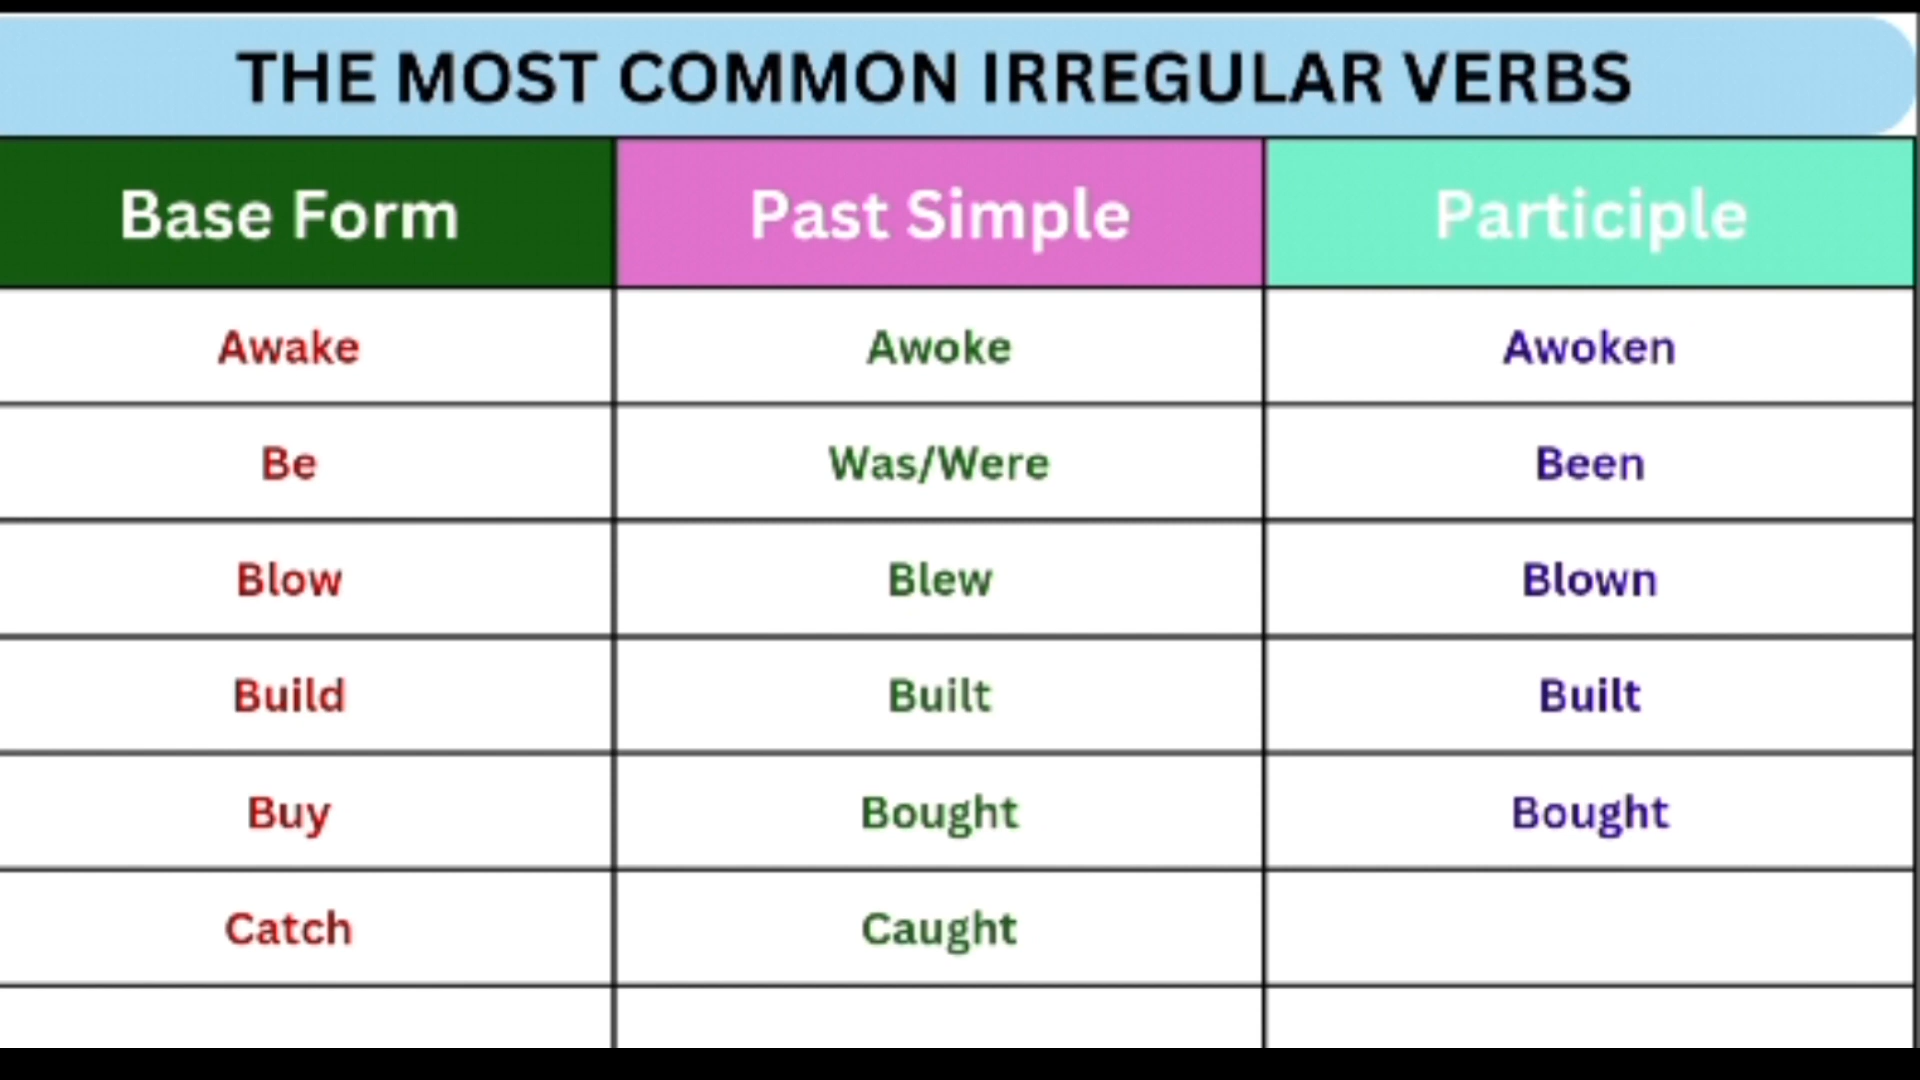 THE MOST COMMON IRREGULAR VERBS
Base Form Past Simple Participle
Awake Awoke Awoken
Be Was/Were Been
Blow Blew Blown
Build Built Built
Buy Bought Bought
Catch Caught